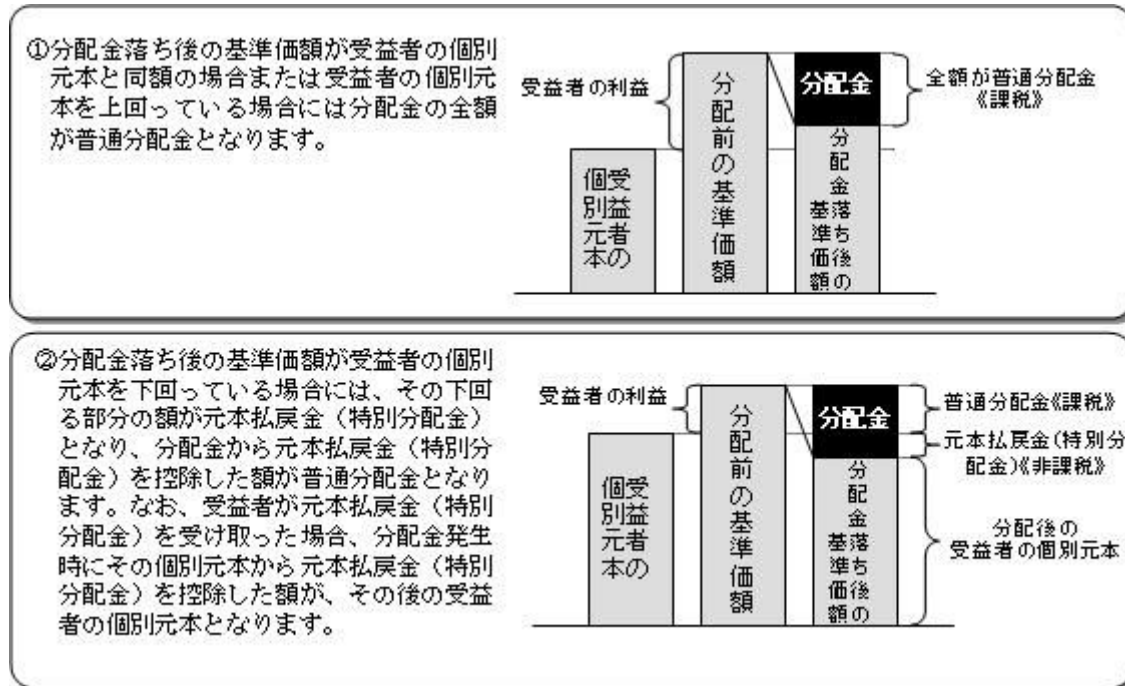 ①分配金落ち後の基準価額が受益者の個別
元本と同額の場合または受益者の個別元
本を上回っている場合には分配金の全額
が普通分配金となります。
受益者の利益
受益者の
個別元本
分配前の基準価額
分配金
分配金落ち後の
基準価額
全額が普通分配金
《課税》
②分配金落ち後の基準価額が受益者の個別
元本を下回っている場合には、その下回
る部分の額が元本払戻金（特別分配金）
となり、分配金から元本払戻金（特別分
配金）を控除した額が普通分配金となり
ます。なお、受益者が元本払戻金（特別
分配金）を受け取った場合、分配金発生
時にその個別元本から元本払戻金（特別
分配金）を控除した額が、その後の受益
者の個別元本となります。
受益者の利益
受益者の
個別元本
分配前の基準価額
分配金
分配金落ち後の
基準価額
普通分配金《課税》
元本払戻金(特別分
配金)《非課税》
分配後の
受益者の個別元本